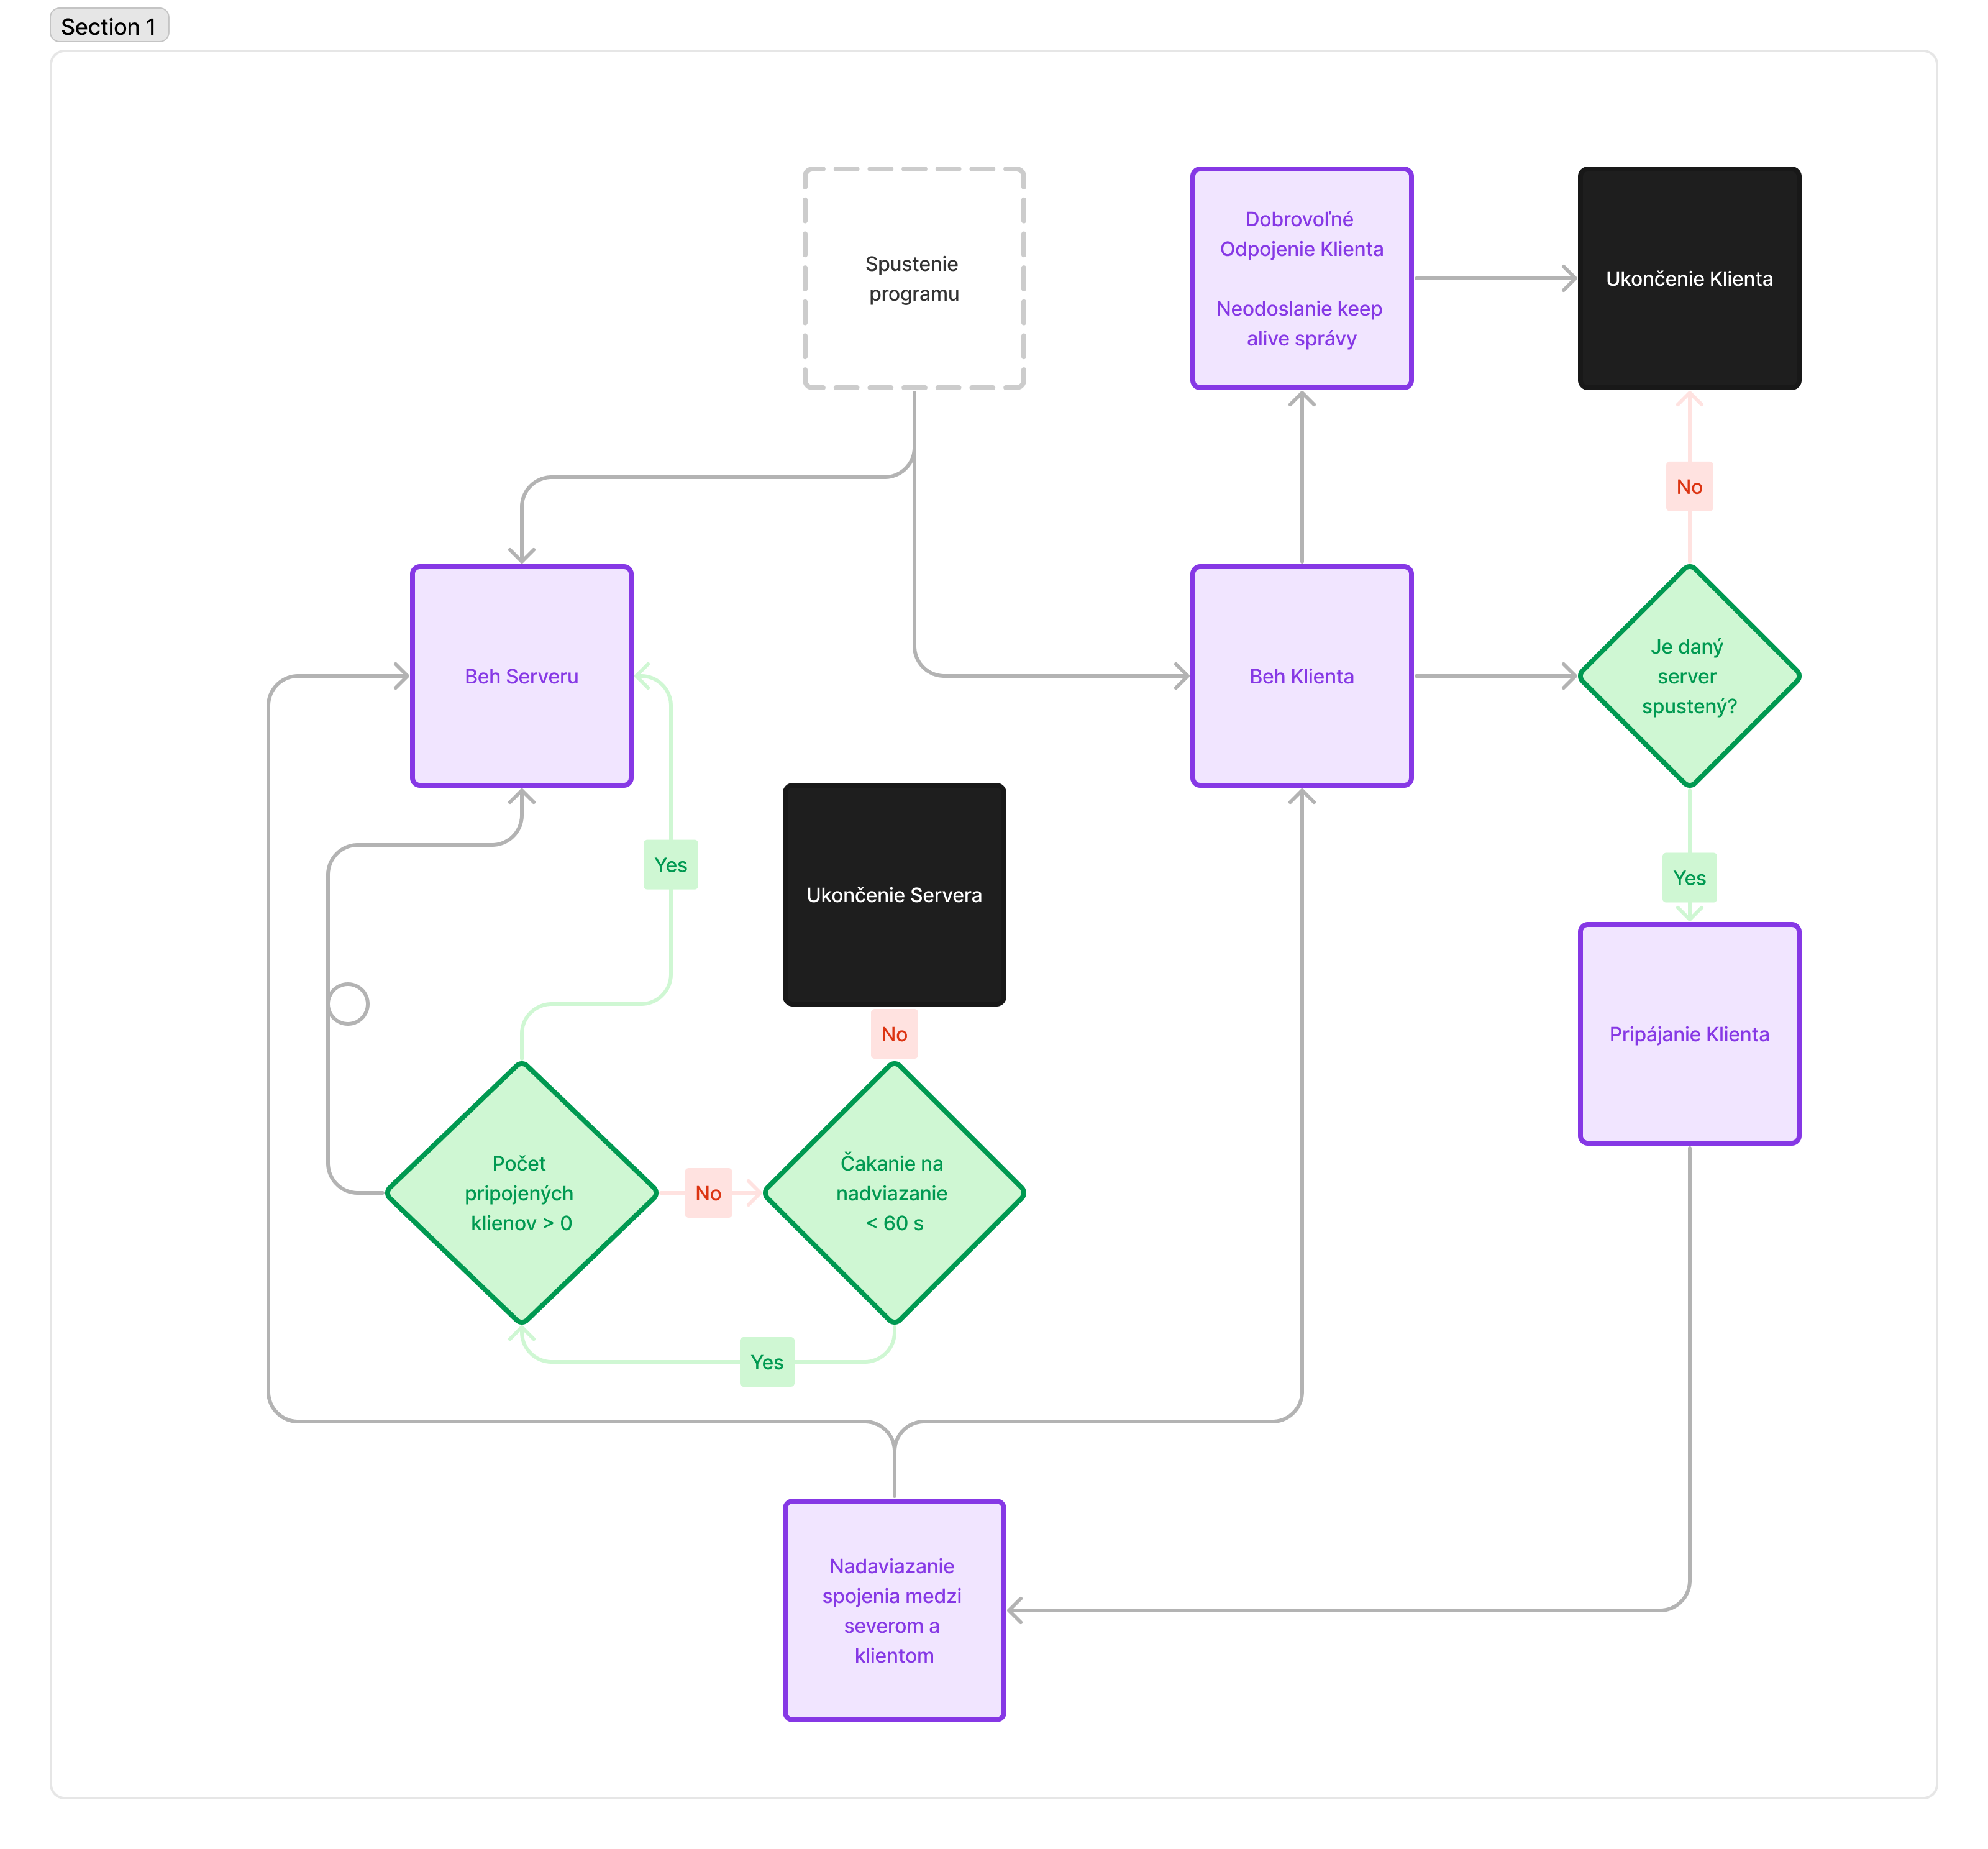 Section 1
Spustenie
programu
Dobrovoľné
Odpojenie Klienta
Neodoslanie keep
alive správy
Ukončenie Klienta
No
Beh Serveru
Beh Klienta
Je daný
server
spustený?
Yes
Ukončenie Servera
Yes
No
Pripájanie Klienta
Počet
pripojených
klienov > 0
No
Čakanie na
nadviazanie
< 60 s
Yes
Nadaviazanie
spojenia medzi
severom a
klientom